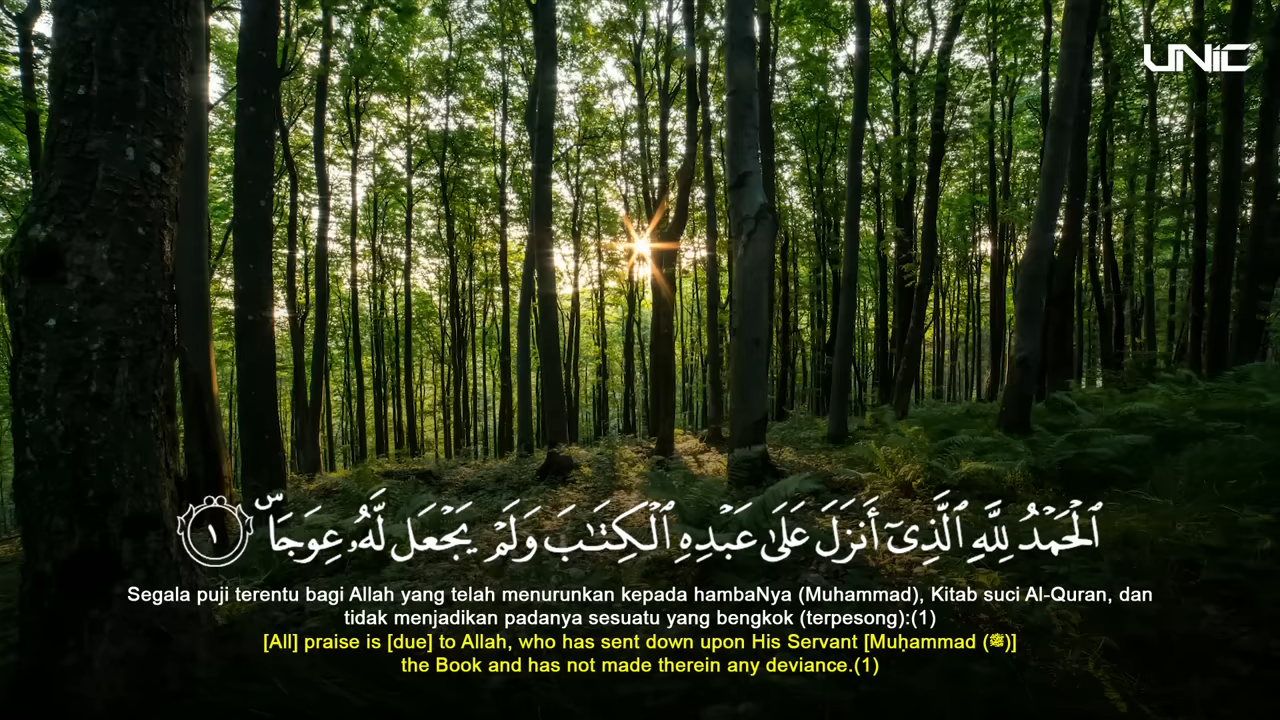 UNIC
ٱلْحَمْدُ لِلَّهِ ٱلَّذِىٓ أَنزَلَ عَلَىٰ عَبْدِهِ ٱلْكِتَـٰبَ وَلَمْ يَجْعَل لَّهُۥ عِوَجَاۜ ١
Segala puji terentu bagi Allah yang telah menurunkan kepada hambaNya (Muhammad), Kitab suci Al-Quran, dan
tidak menjadikan padanya sesuatu yang bengkok (terpesong):(1)
[All] praise is [due] to Allah, who has sent down upon His Servant [Muḥammad (ﷺ)]
the Book and has not made therein any deviance.(1)